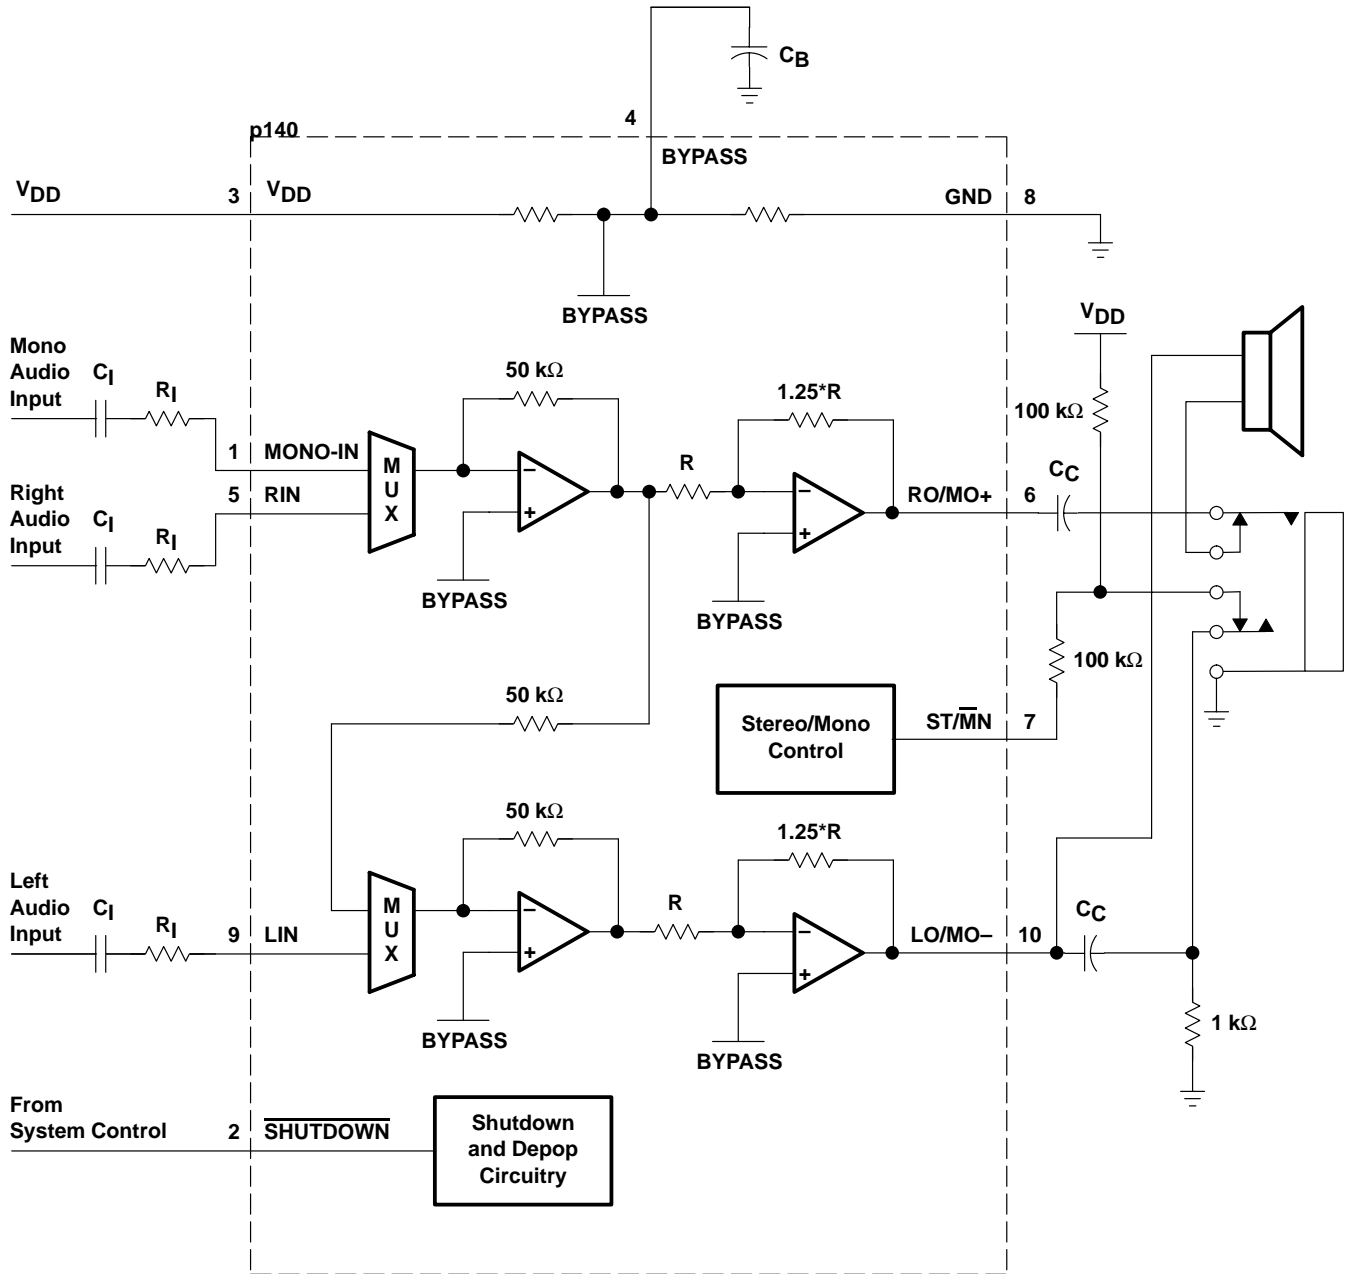 CB
4
p140
BYPASS
VDD
3
VDD
GND
8
BYPASS
VDD
Mono
Audio
Input
CI
RI
50 kΩ
1.25*R
100 kΩ
1
MONO-IN
MUX
R
CC
Right
Audio
Input
5
RIN
RO/MO+
6
CI
RI
–
+
–
+
BYPASS
BYPASS
100 kΩ
50 kΩ
Stereo/Mono
Control
ST/M̅N
7
50 kΩ
1.25*R
Left
Audio
Input
CI
RI
9
LIN
MUX
R
LO/MO–
10
CC
–
+
–
+
BYPASS
BYPASS
1 kΩ
From
System Control
2
S̅H̅U̅T̅D̅O̅W̅N̅
Shutdown
and Depop
Circuitry